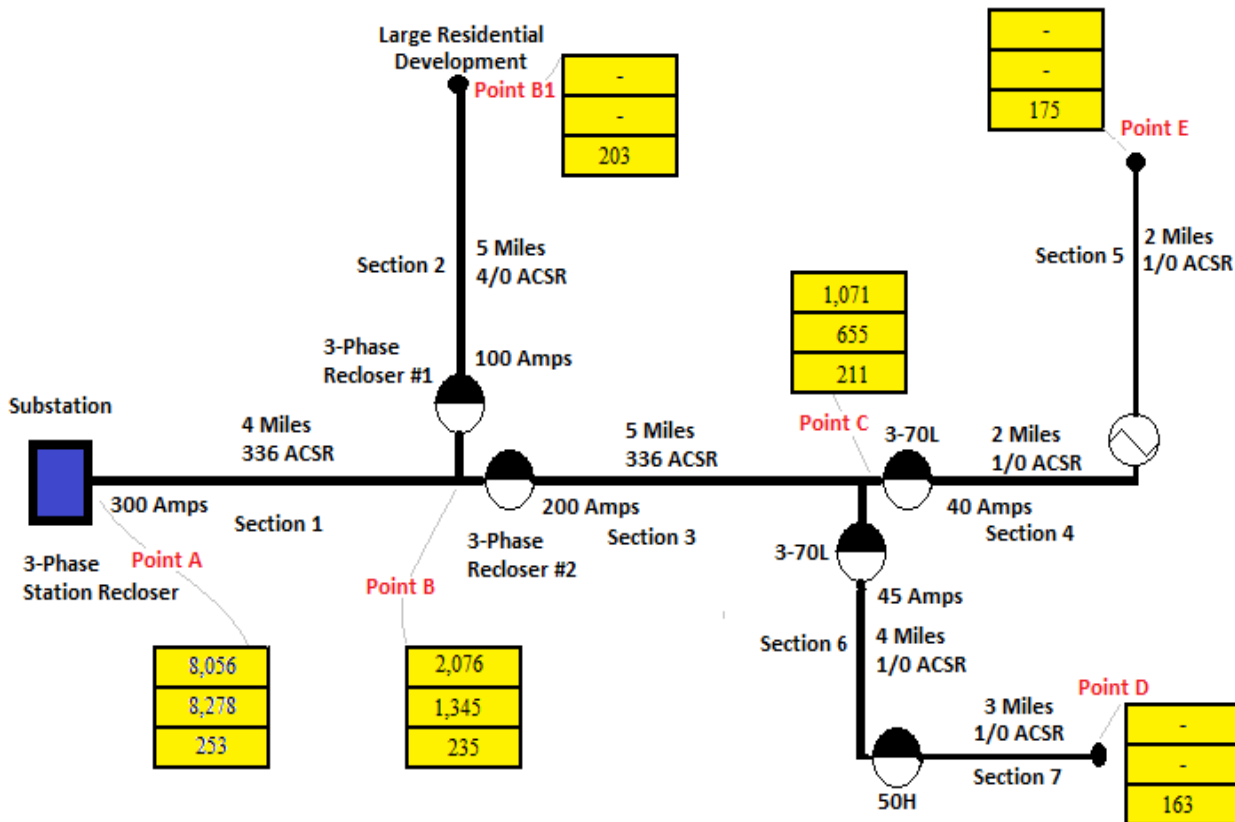 Large Residential
Development
Point B1
-
-
203
-
-
175
Point E
Section 2
5 Miles
4/0 ACSR
Section 5
2 Miles
1/0 ACSR
3-Phase
Recloser #1
100 Amps
1,071
655
211
Point C
Substation
4 Miles
336 ACSR
5 Miles
336 ACSR
3-70L
2 Miles
1/0 ACSR
300 Amps
Section 1
200 Amps
Section 3
40 Amps
Section 4
3-Phase
Station Recloser
Point A
Point B
3-Phase
Recloser #2
3-70L
45 Amps
Section 6
4 Miles
1/0 ACSR
8,056
8,278
253
2,076
1,345
235
Point D
3 Miles
1/0 ACSR
Section 7
50H
-
-
163